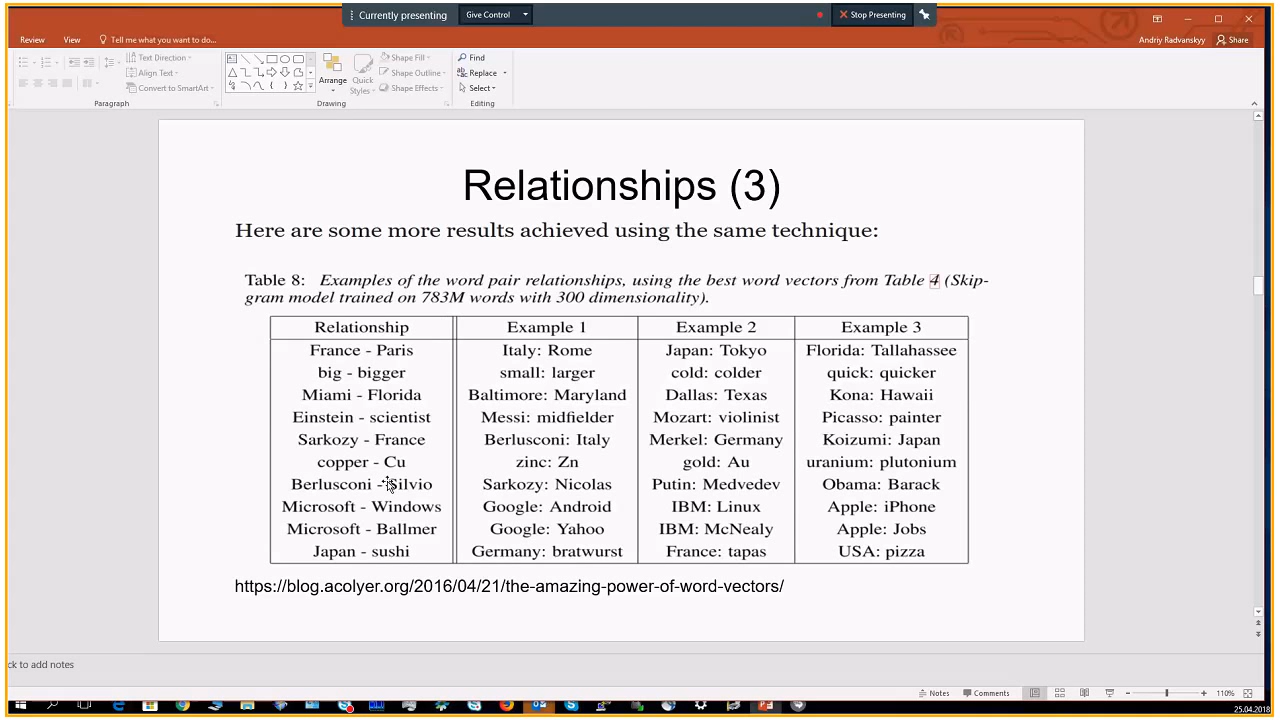 Currently presenting Give Control Stop Presenting
Review View Tell me what you want to do... Andriy Radvanskyy Share
Text Direction Shape Fill Find
Align Text Arrange Quick Styles Shape Outline Replace
Convert to SmartArt Shape Effects Select
Paragraph Drawing Editing
Relationships (3)
Here are some more results achieved using the same technique:
Table 8: Examples of the word pair relationships, using the best word vectors from Table 4 (Skip-
gram model trained on 783M words with 300 dimensionality).
Relationship Example 1 Example 2 Example 3
France - Paris Italy: Rome Japan: Tokyo Florida: Tallahassee
big - bigger small: larger cold: colder quick: quicker
Miami - Florida Baltimore: Maryland Dallas: Texas Kona: Hawaii
Einstein - scientist Messi: midfielder Mozart: violinist Picasso: painter
Sarkozy - France Berlusconi: Italy Merkel: Germany Koizumi: Japan
copper - Cu zinc: Zn gold: Au uranium: plutonium
Berlusconi - Silvio Sarkozy: Nicolas Putin: Medvedev Obama: Barack
Microsoft - Windows Google: Android IBM: Linux Apple: iPhone
Microsoft - Ballmer Google: Yahoo IBM: McNealy Apple: Jobs
Japan - sushi Germany: bratwurst France: tapas USA: pizza
https://blog.acolyer.org/2016/04/21/the-amazing-power-of-word-vectors/
ck to add notes
Notes Comments 110%
25.04.2018